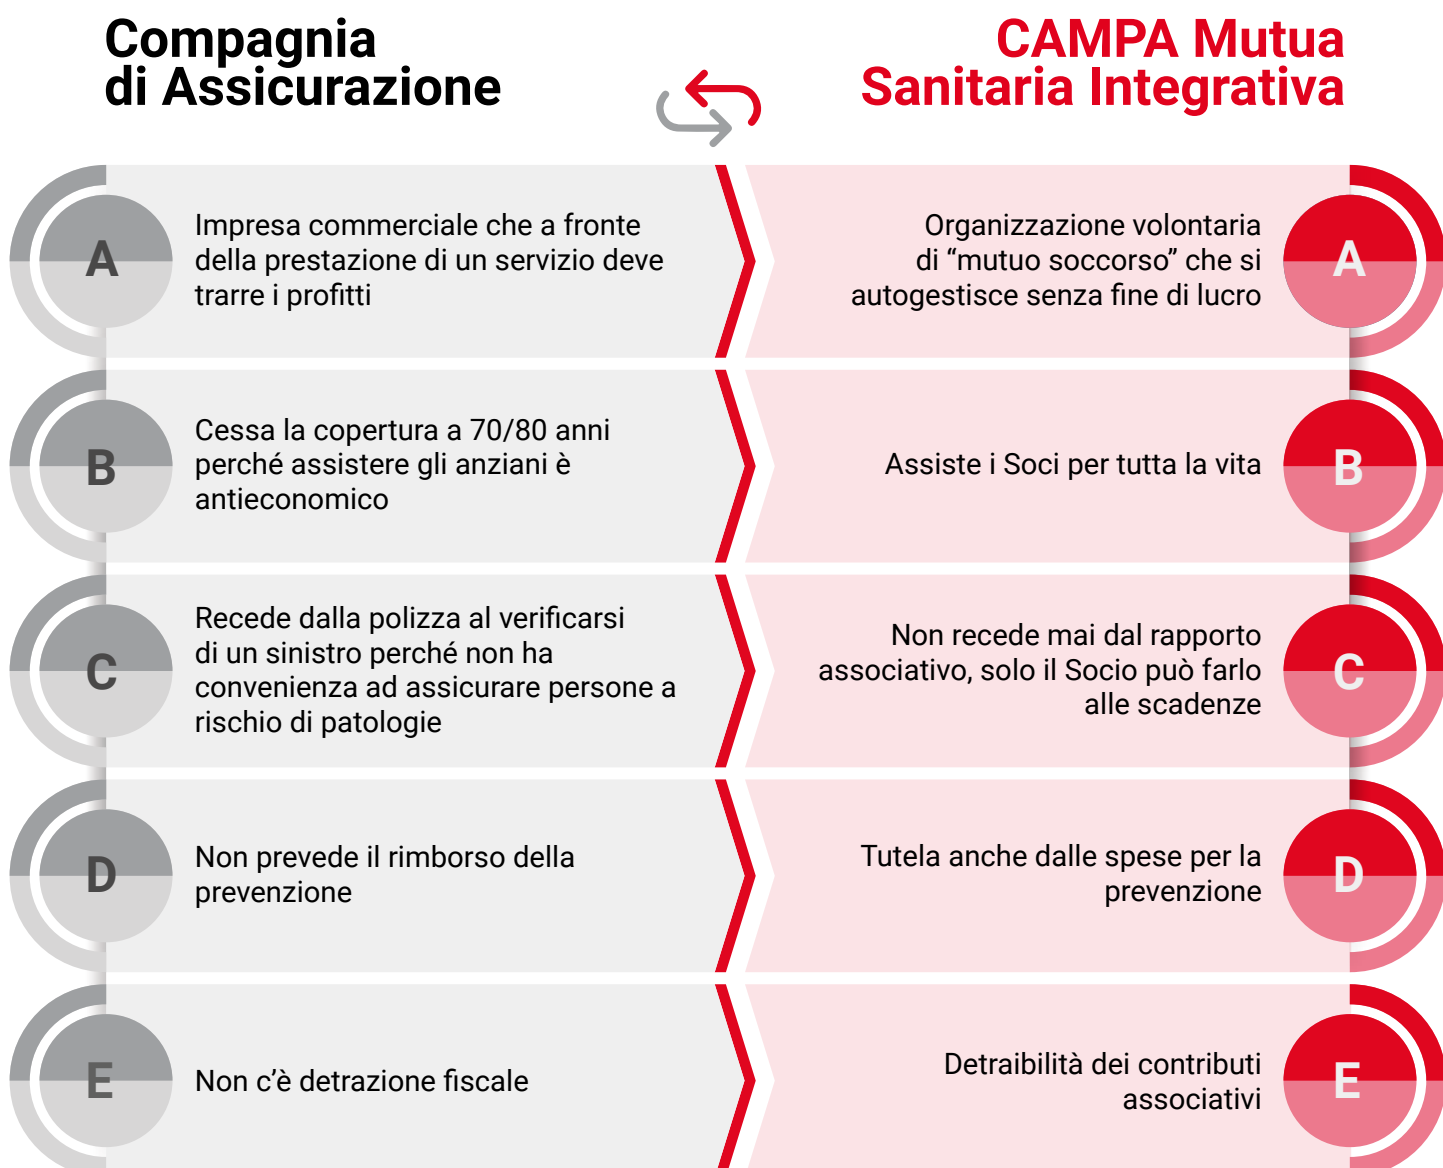 Compagnia
di Assicurazione
CAMPA Mutua
Sanitaria Integrativa
A
Impresa commerciale che a fronte
della prestazione di un servizio deve
trarre i profitti
Organizzazione volontaria
di “mutuo soccorso” che si
autogestisce senza fine di lucro
A
B
Cessa la copertura a 70/80 anni
perché assistere gli anziani è
antieconomico
Assiste i Soci per tutta la vita
B
C
Recede dalla polizza al verificarsi
di un sinistro perché non ha
convenienza ad assicurare persone a
rischio di patologie
Non recede mai dal rapporto
associativo, solo il Socio può farlo
alle scadenze
C
D
Non prevede il rimborso della
prevenzione
Tutela anche dalle spese per la
prevenzione
D
E
Non c’è detrazione fiscale
Detraibilità dei contributi
associativi
E